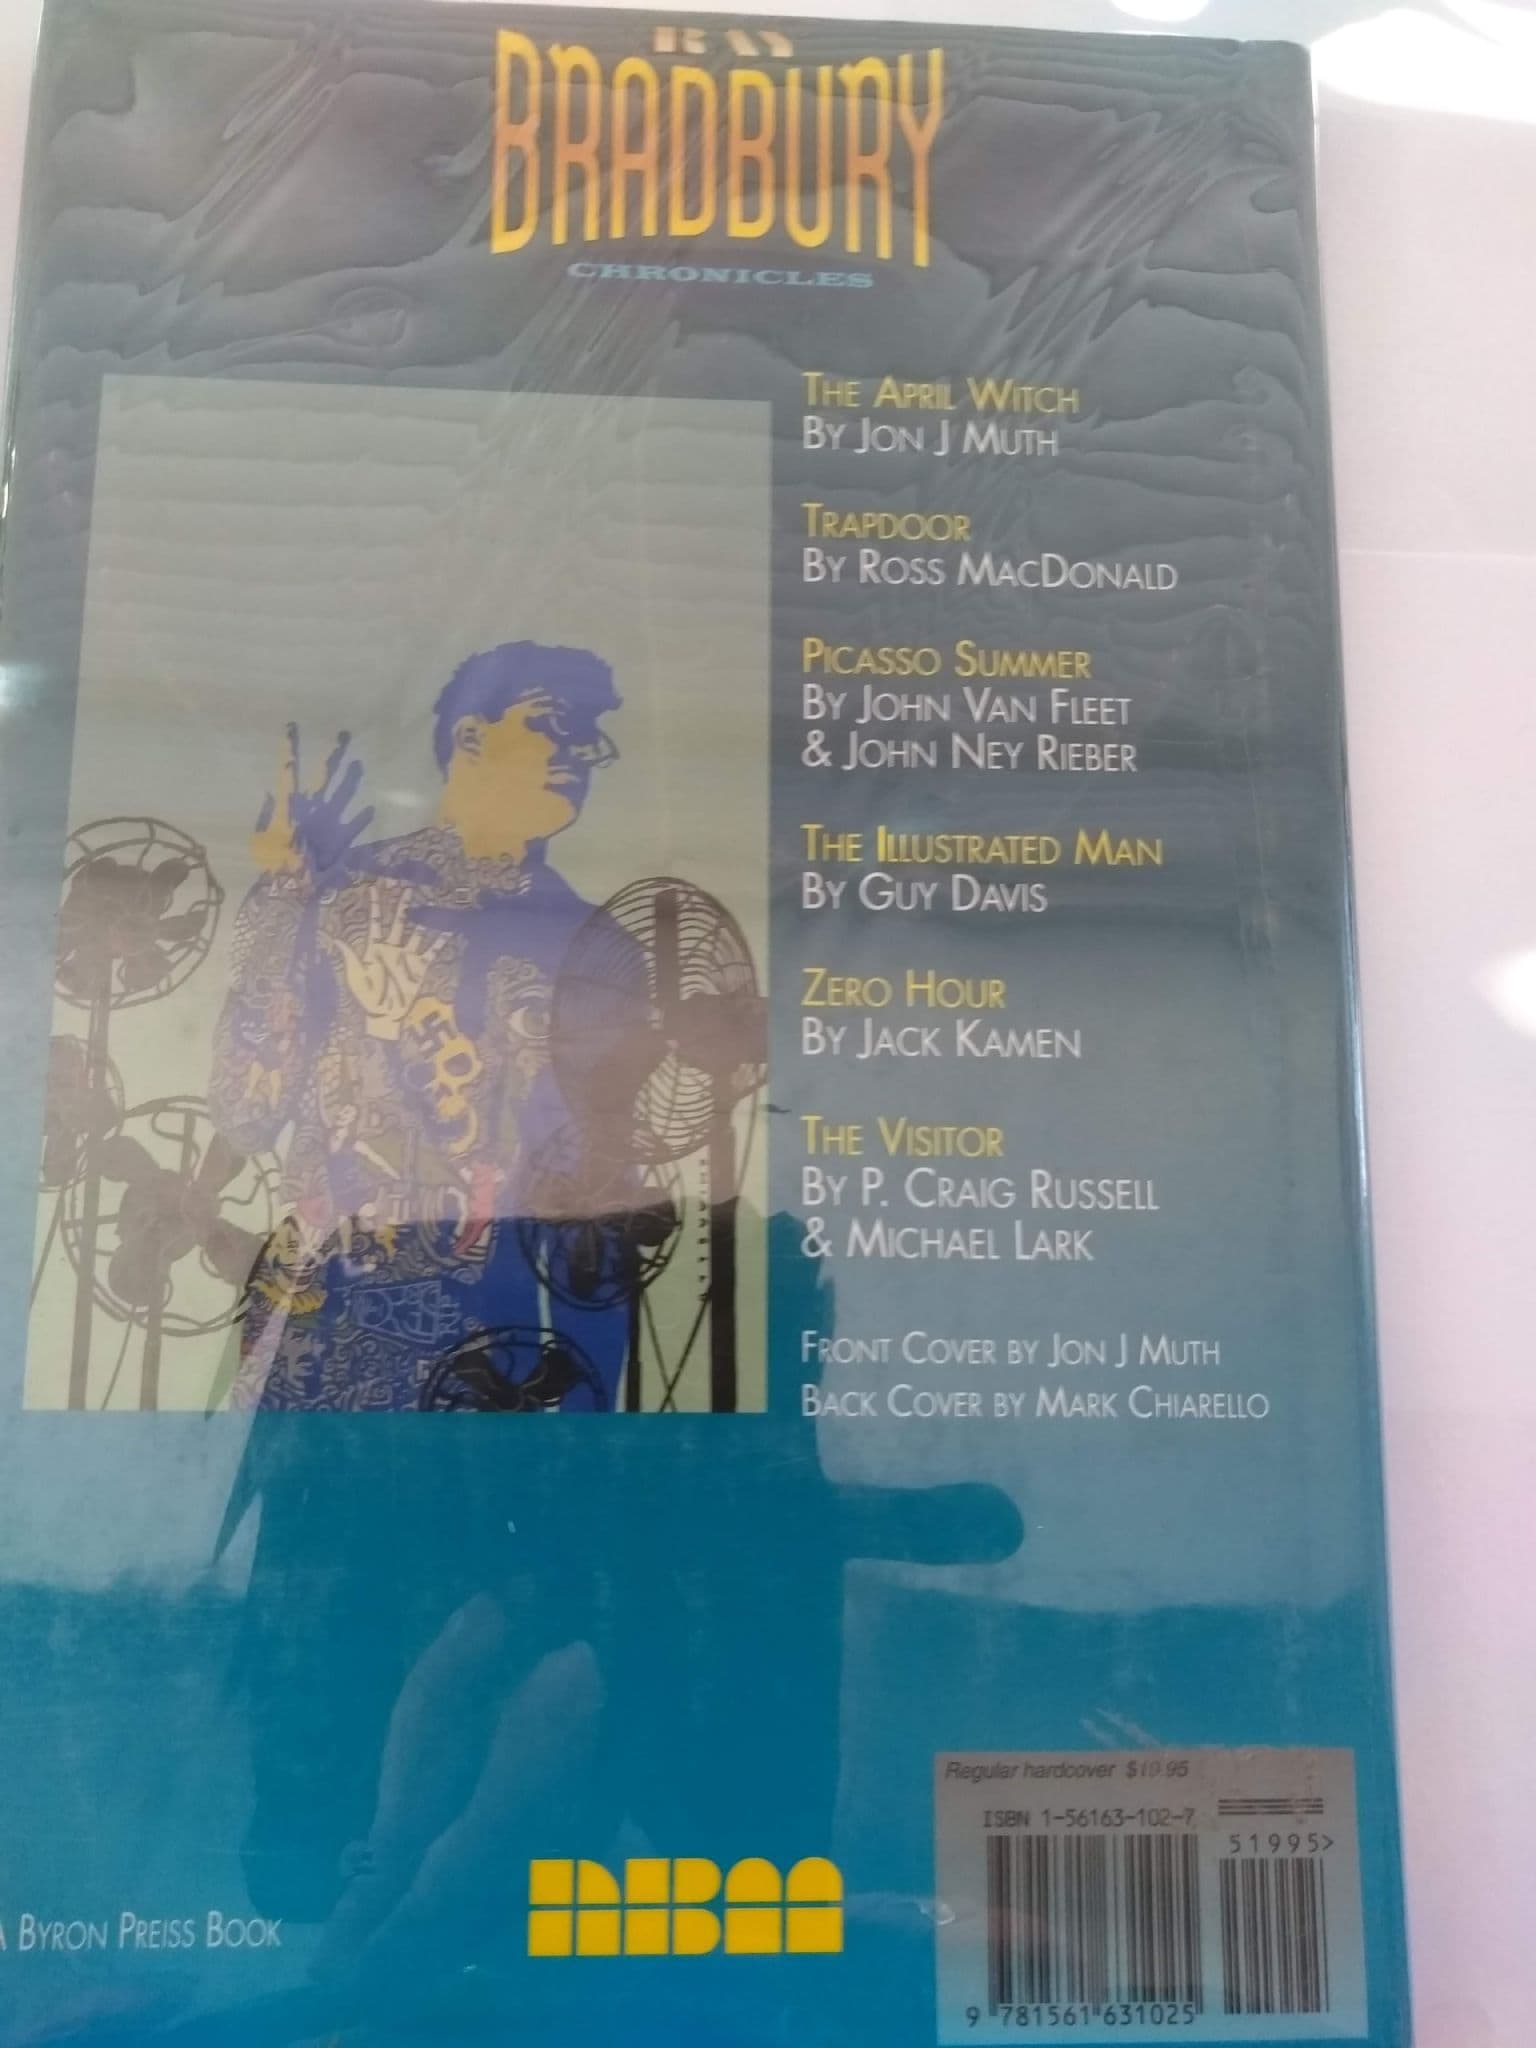 RAY
BRADBURY
CHRONICLES
THE APRIL WITCH
BY JON J MUTH
TRAPDOOR
BY ROSS MACDONALD
PICASSO SUMMER
BY JOHN VAN FLEET
& JOHN NEY RIEBER
THE ILLUSTRATED MAN
BY GUY DAVIS
ZERO HOUR
BY JACK KAMEN
THE VISITOR
BY P. CRAIG RUSSELL
& MICHAEL LARK
FRONT COVER BY JON J MUTH
BACK COVER BY MARK CHIARELLO
Regular hardcover $19.95
ISBN 1-56163-102-7
51995>
9 781561 631025
A BYRON PREISS BOOK
NBM